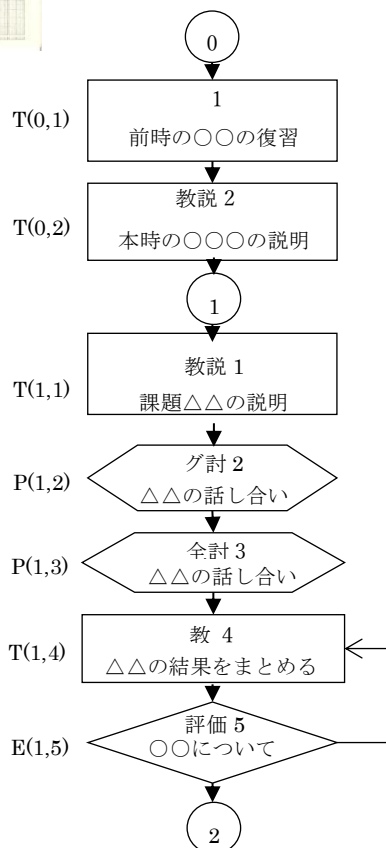 0
T(0,1)
1
前時の○○の復習
T(0,2)
教説 2
本時の○○○の説明
1
T(1,1)
教説 1
課題△△の説明
P(1,2)
グ討 2
△△の話し合い
P(1,3)
全討 3
△△の話し合い
T(1,4)
教 4
△△の結果をまとめる
E(1,5)
評価 5
○○について
2